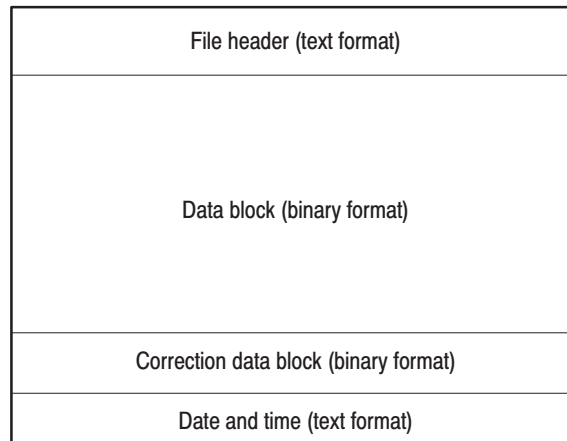 File header (text format)
Data block (binary format)
Correction data block (binary format)
Date and time (text format)